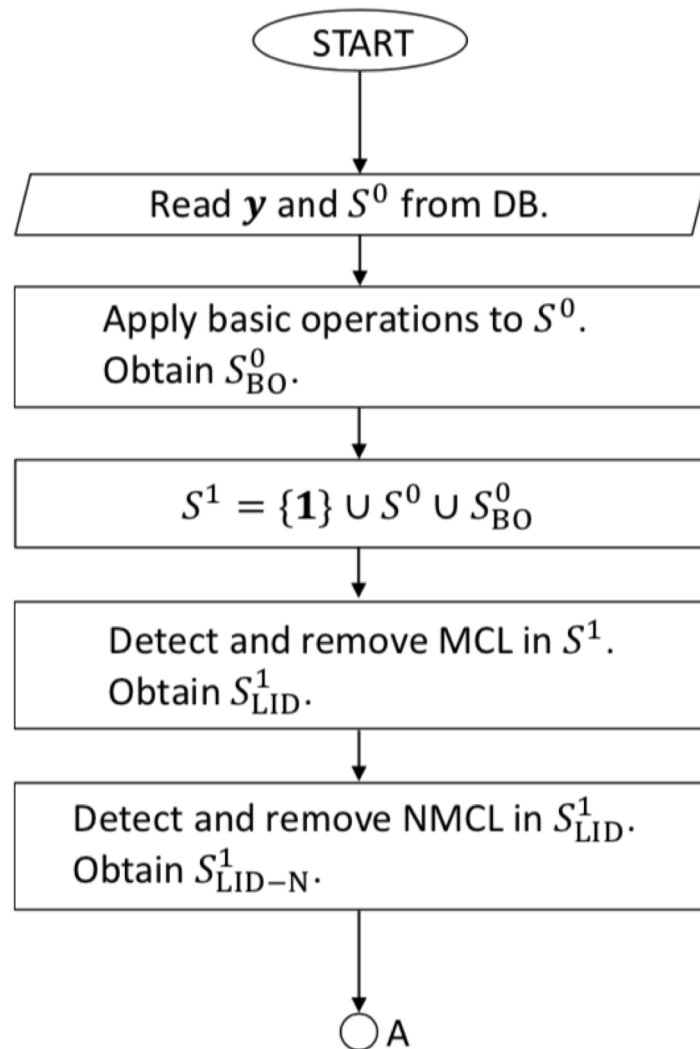 START
Read 𝒚 and S⁰ from DB.
Apply basic operations to S⁰.
Obtain S⁰_BO.
S¹ = {𝟏} ∪ S⁰ ∪ S⁰_BO
Detect and remove MCL in S¹.
Obtain S¹_LID.
Detect and remove NMCL in S¹_LID.
Obtain S¹_LID−N.
A